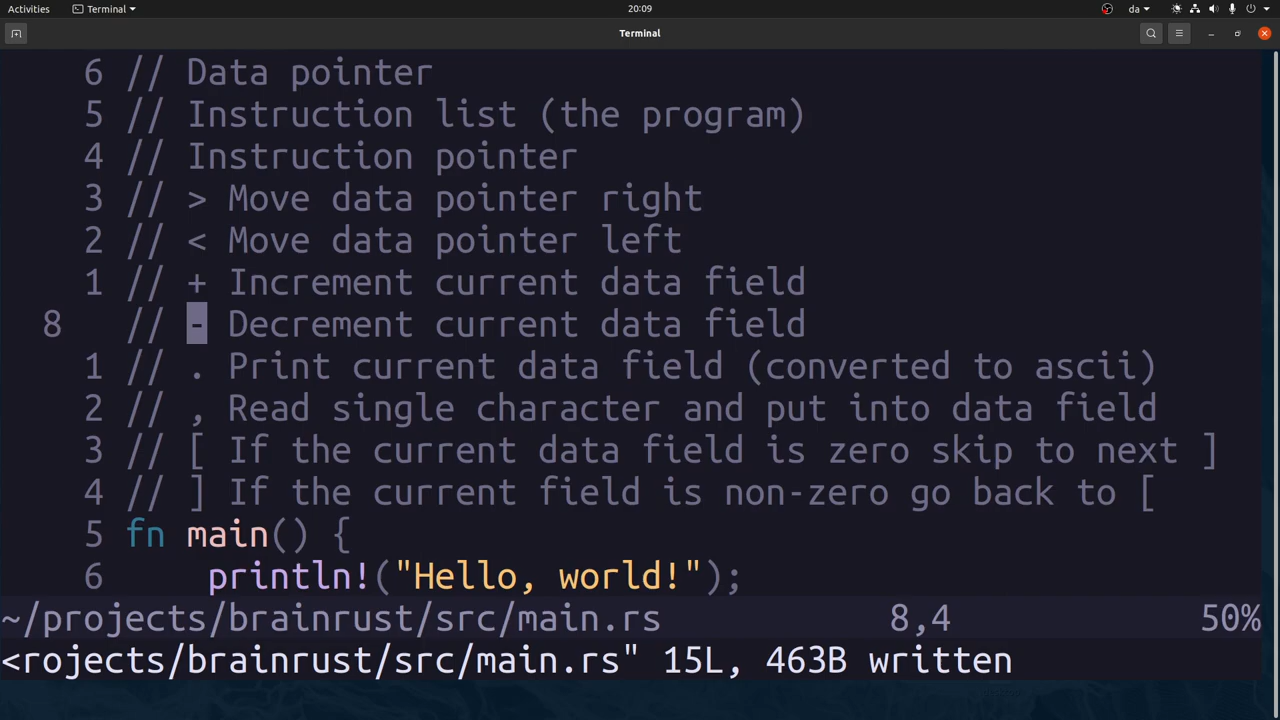 Activities Terminal 20:09 da
Terminal
6 // Data pointer
5 // Instruction list (the program)
4 // Instruction pointer
3 // > Move data pointer right
2 // < Move data pointer left
1 // + Increment current data field
8 // - Decrement current data field
1 // . Print current data field (converted to ascii)
2 // , Read single character and put into data field
3 // [ If the current data field is zero skip to next ]
4 // ] If the current field is non-zero go back to [
5 fn main() {
6 println!("Hello, world!");
~/projects/brainrust/src/main.rs 8,4 50%
<rojects/brainrust/src/main.rs" 15L, 463B written